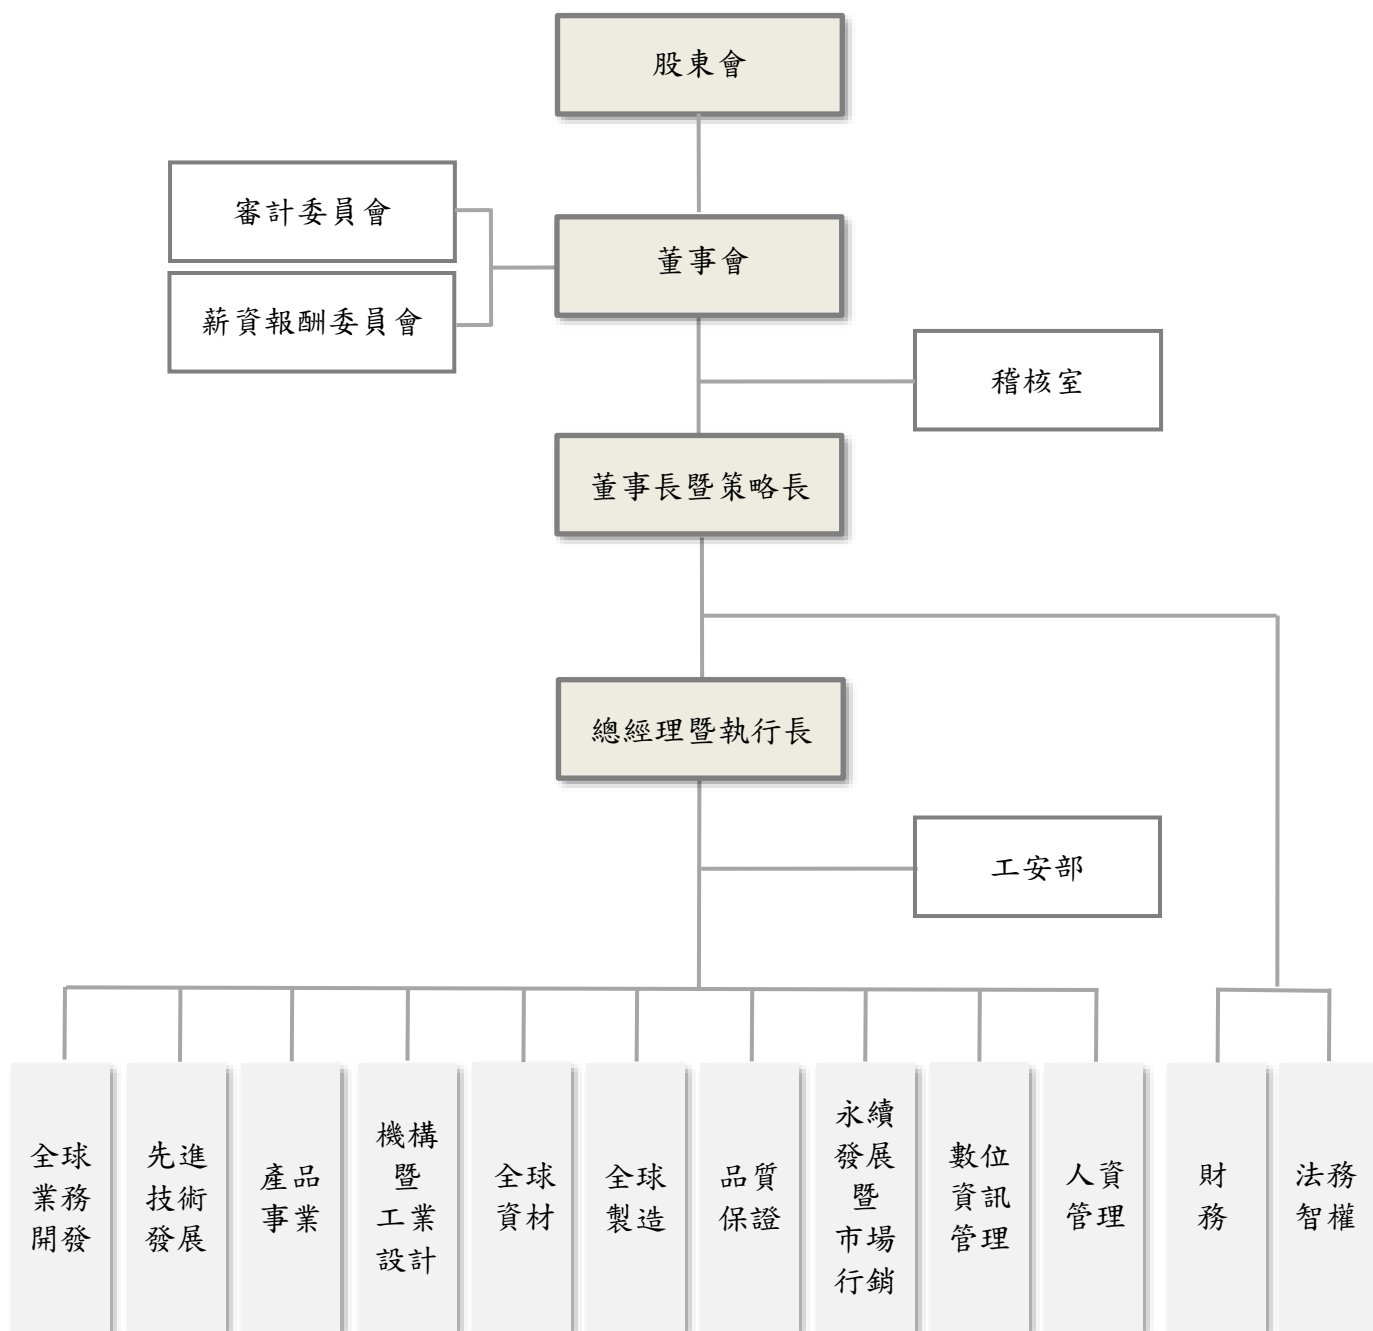 股東會
審計委員會
董事會
薪資報酬委員會
稽核室
董事長暨策略長
總經理暨執行長
工安部
全球
業務
開發
先進
技術
發展
產品
事業
機構
暨
工業
設計
全球
資材
全球
製造
品質
保證
永續
發展
暨
市場
行銷
數位
資訊
管理
人資
管理
財
務
法務
智權